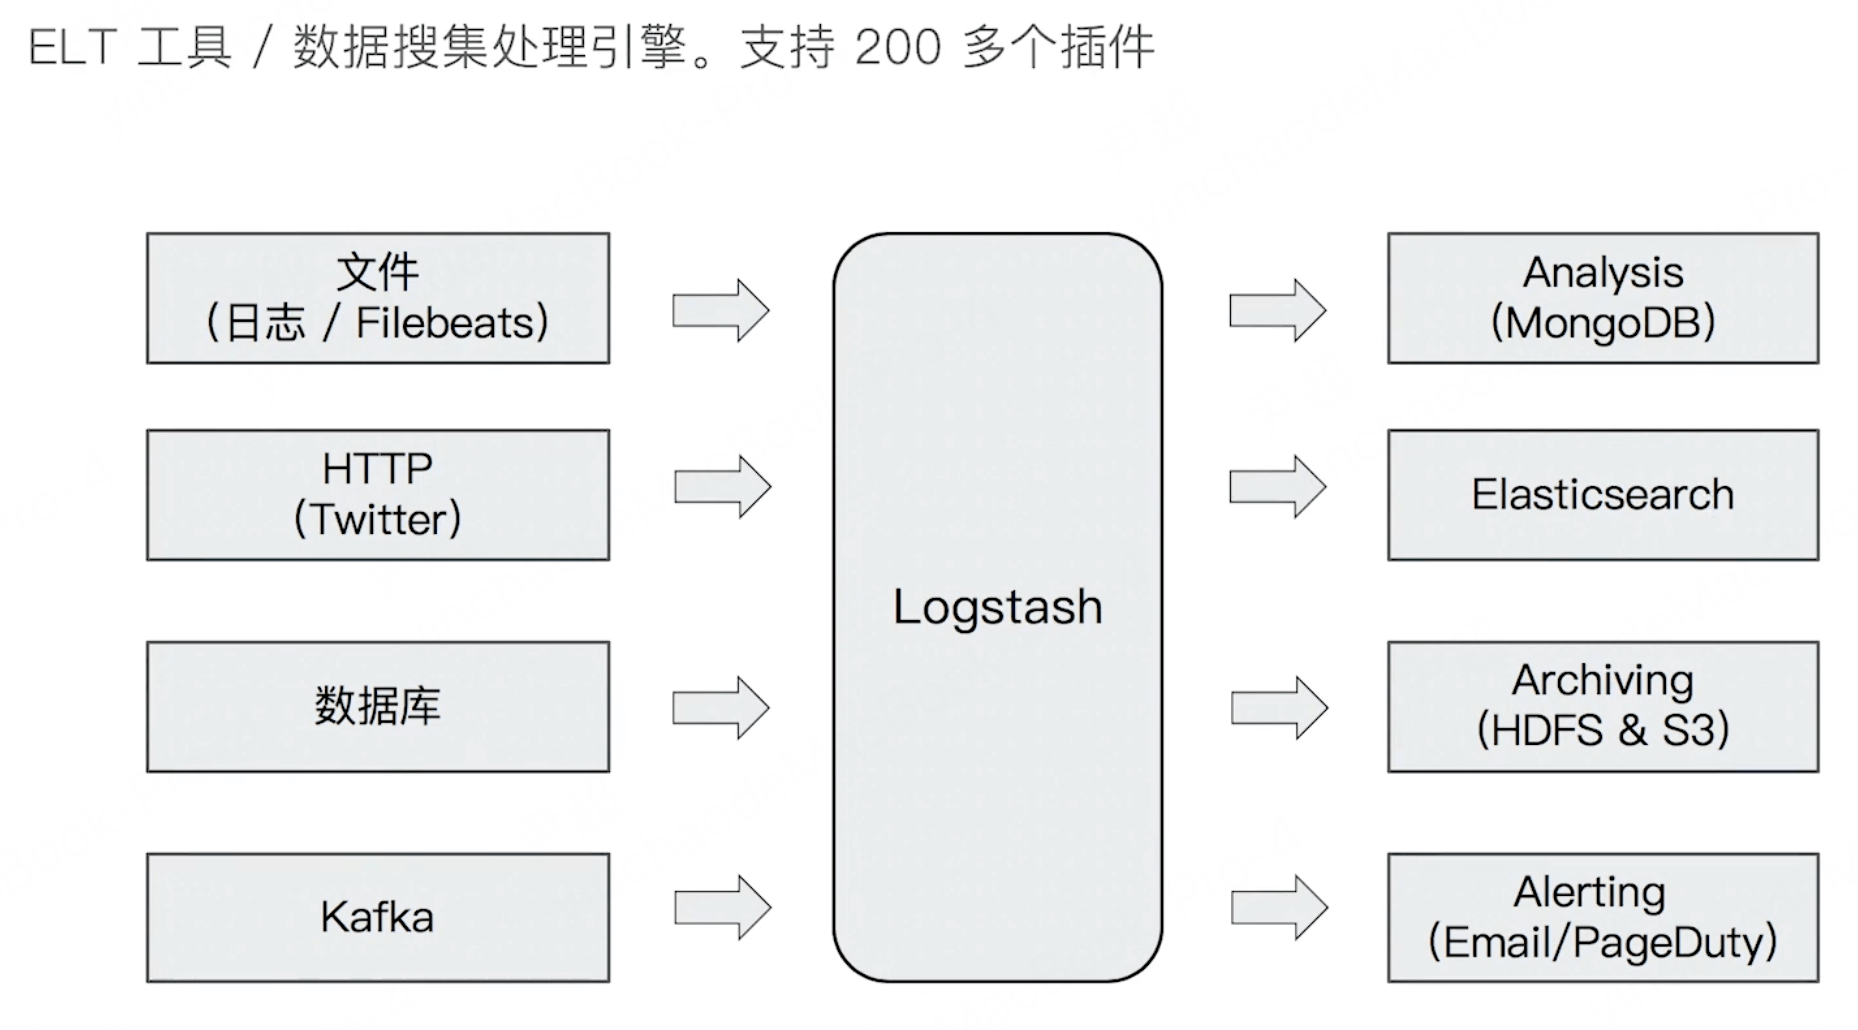 ELT 工具 / 数据搜集处理引擎。支持 200 多个插件
文件
(日志 / Filebeats)
HTTP
(Twitter)
数据库
Kafka
Logstash
Analysis
(MongoDB)
Elasticsearch
Archiving
(HDFS & S3)
Alerting
(Email/PageDuty)